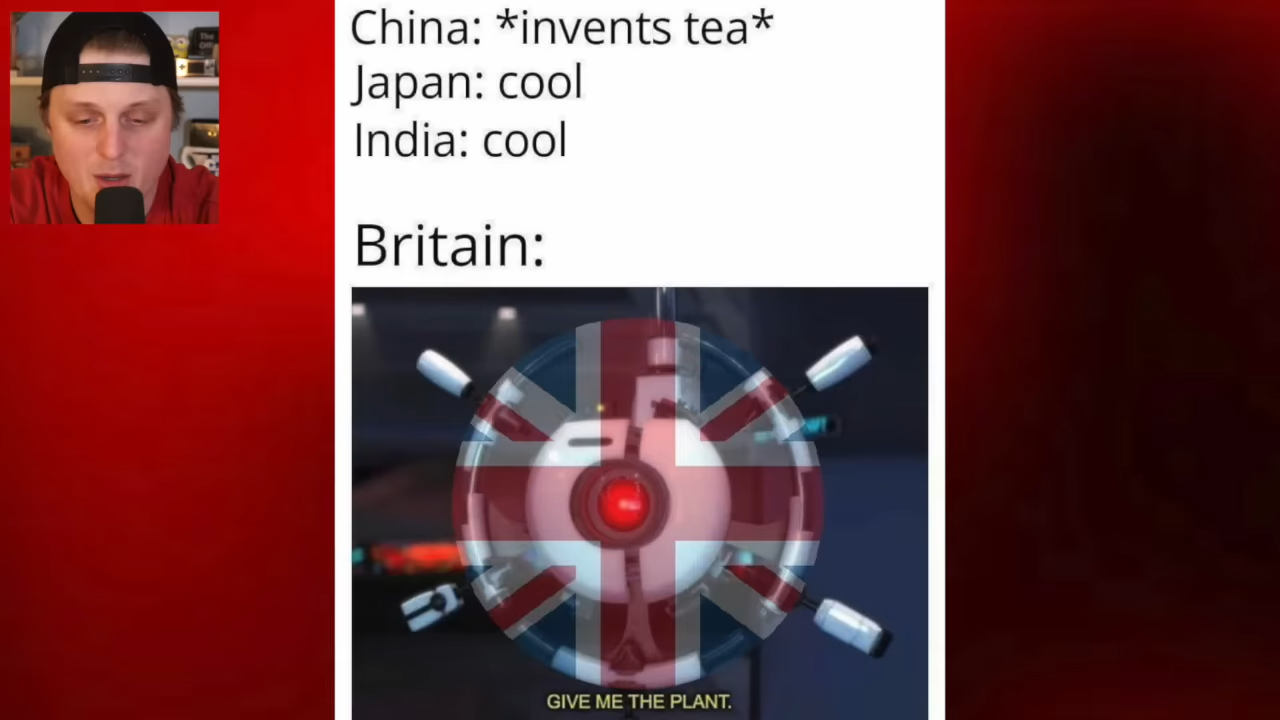 China: *invents tea*
Japan: cool
India: cool
Britain:
GIVE ME THE PLANT.